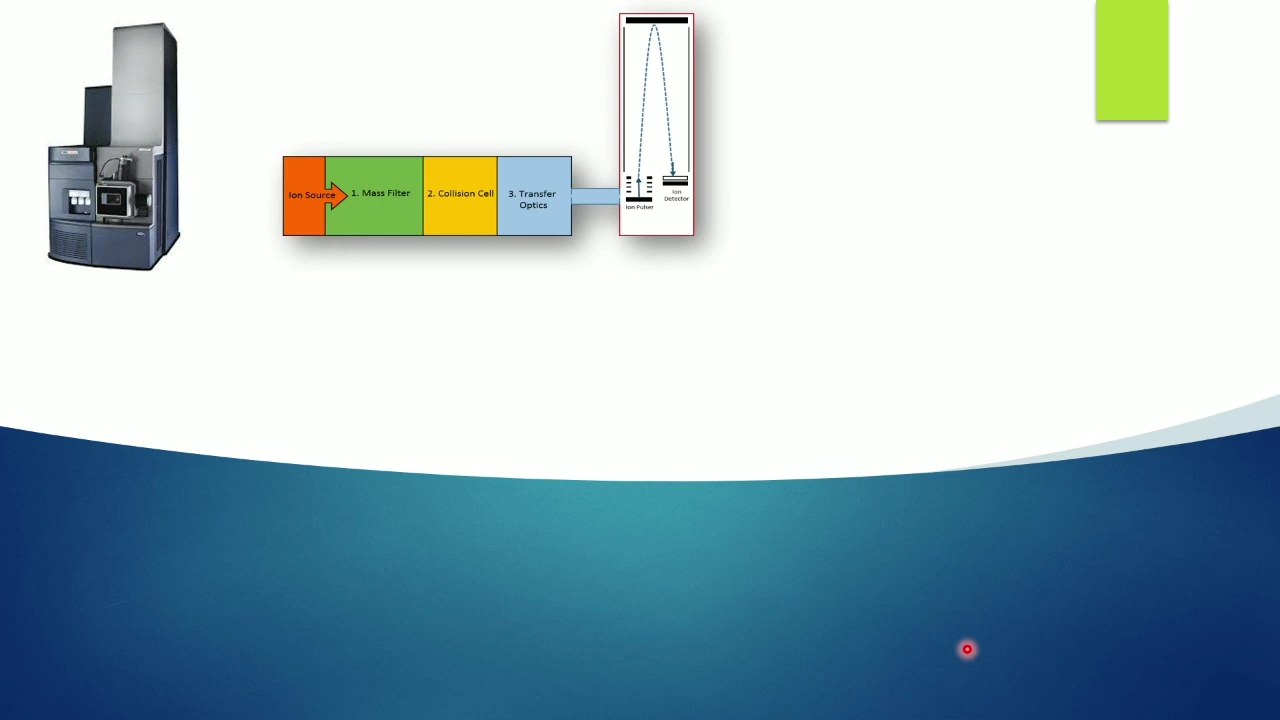 Ion Source
1. Mass Filter
2. Collision Cell
3. Transfer
Optics
Ion Pulser
Ion
Detector